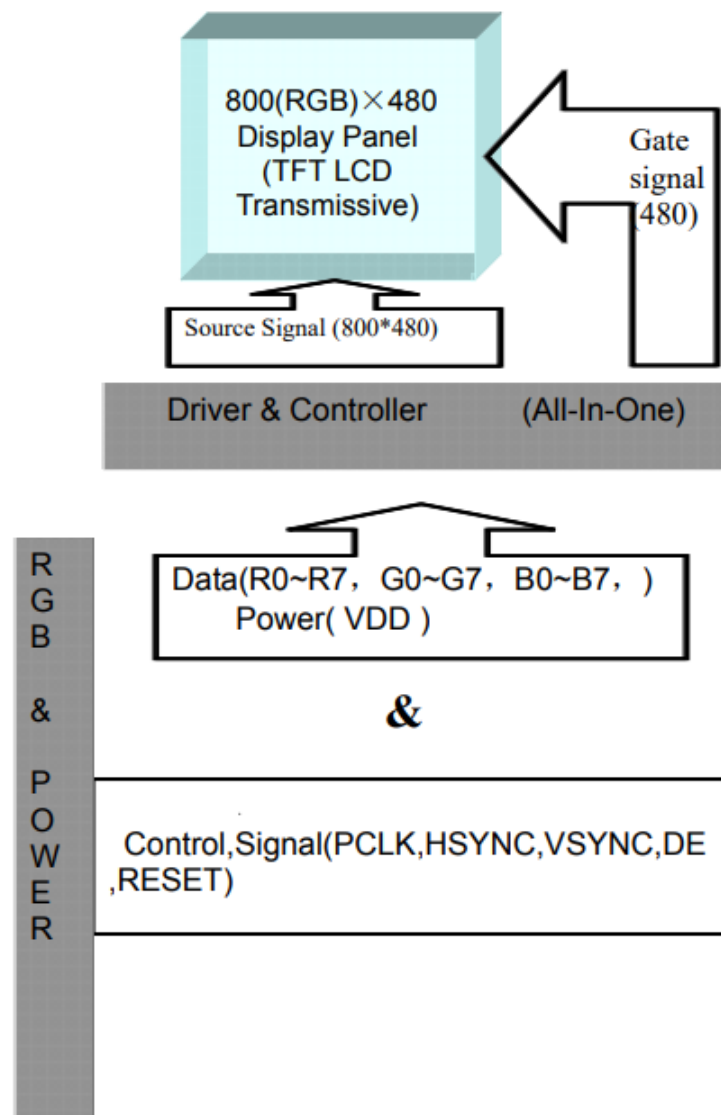 800(RGB)×480
Display Panel
(TFT LCD
Transmissive)
Gate
signal
(480)
Source Signal (800*480)
Driver & Controller (All-In-One)
Data(R0~R7，G0~G7，B0~B7，)
Power( VDD )
&
Control,Signal(PCLK,HSYNC,VSYNC,DE
,RESET)
R
G
B
&
P
O
W
E
R